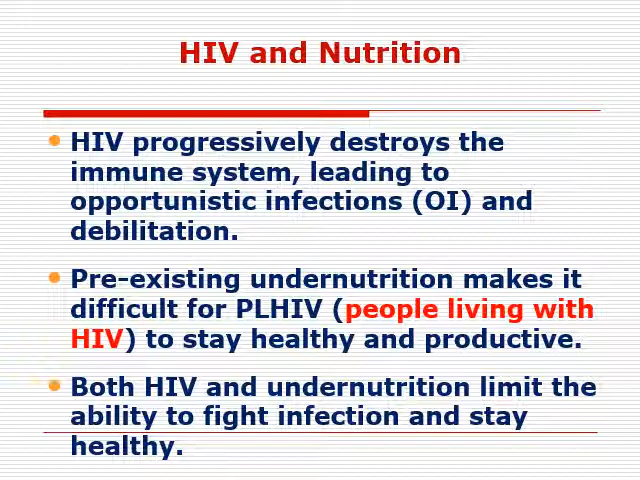 HIV and Nutrition
HIV progressively destroys the
immune system, leading to
opportunistic infections (OI) and
debilitation.
Pre-existing undernutrition makes it
difficult for PLHIV (people living with
HIV) to stay healthy and productive.
Both HIV and undernutrition limit the
ability to fight infection and stay
healthy.